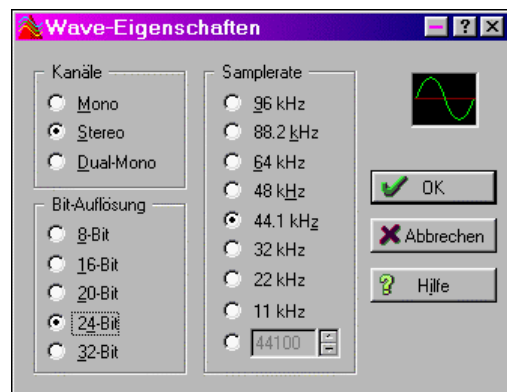 Wave-Eigenschaften
Kanäle
Mono
Stereo
Dual-Mono
Bit-Auflösung
8-Bit
16-Bit
20-Bit
24-Bit
32-Bit
Samplerate
96 kHz
88.2 kHz
64 kHz
48 kHz
44.1 kHz
32 kHz
22 kHz
11 kHz
44100
OK
Abbrechen
Hilfe